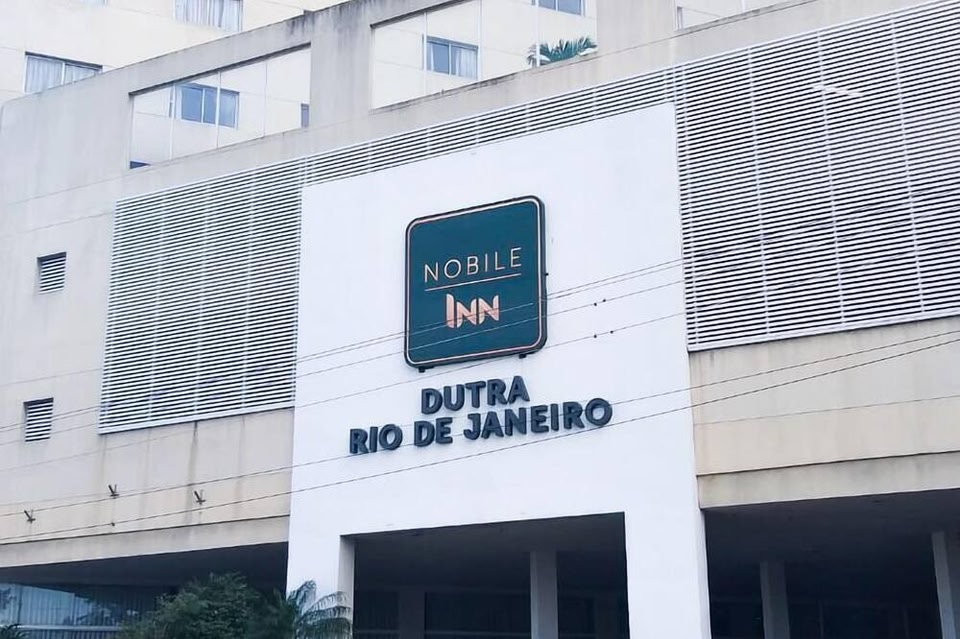 NOBILE
INN
DUTRA
RIO DE JANEIRO